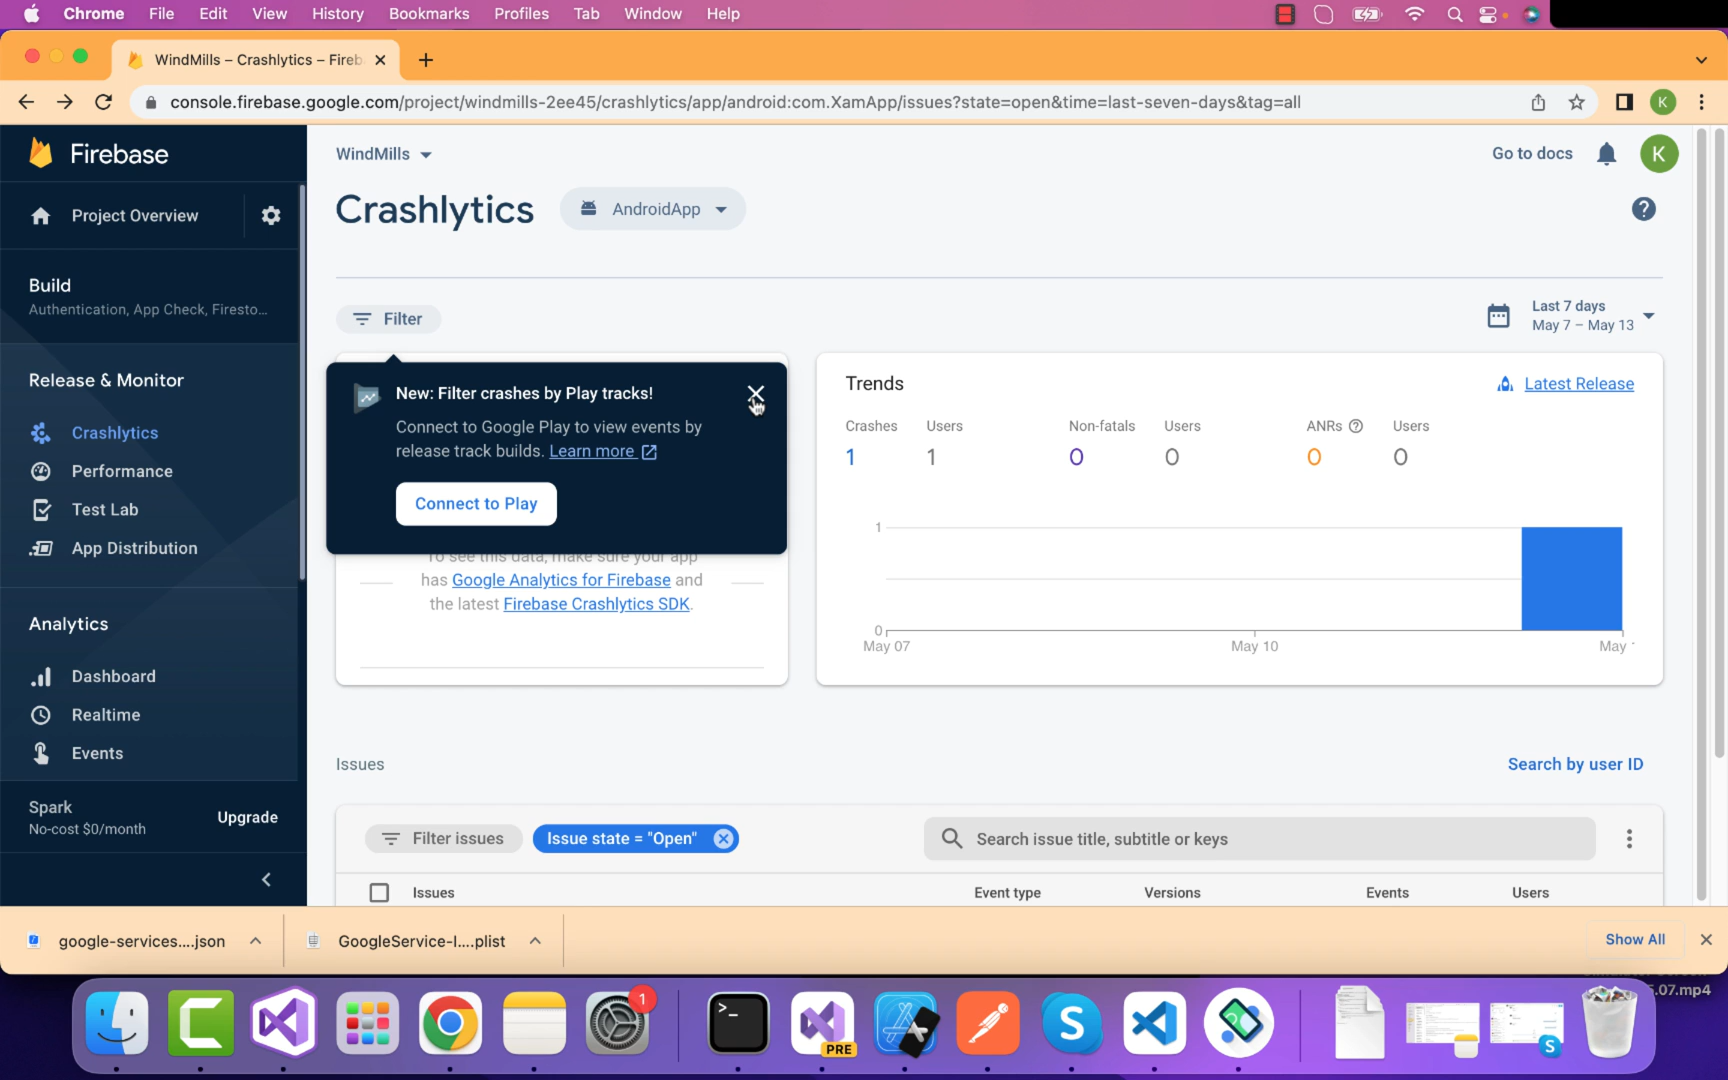 Chrome File Edit View History Bookmarks Profiles Tab Window Help
WindMills – Crashlytics – Fireb
console.firebase.google.com/project/windmills-2ee45/crashlytics/app/android:com.XamApp/issues?state=open&time=last-seven-days&tag=all
K
Firebase
WindMills
Go to docs
K
Project Overview
Crashlytics
AndroidApp
?
Build
Authentication, App Check, Firesto...
Filter
Last 7 days
May 7 – May 13
Release & Monitor
Crashlytics
Performance
Test Lab
App Distribution
New: Filter crashes by Play tracks!
Connect to Google Play to view events by
release track builds. Learn more
Connect to Play
To see this data, make sure your app
has Google Analytics for Firebase and
the latest Firebase Crashlytics SDK.
Trends
Latest Release
Crashes Users Non-fatals Users ANRs ? Users
1 1 0 0 0 0
1
0
May 07 May 10 May
Analytics
Dashboard
Realtime
Events
Spark
No-cost $0/month
Upgrade
Issues
Search by user ID
Filter issues
Issue state = "Open"
Search issue title, subtitle or keys
Issues Event type Versions Events Users
google-services....json
GoogleService-I....plist
Show All
5.07.mp4
1
>_
PRE
S
S